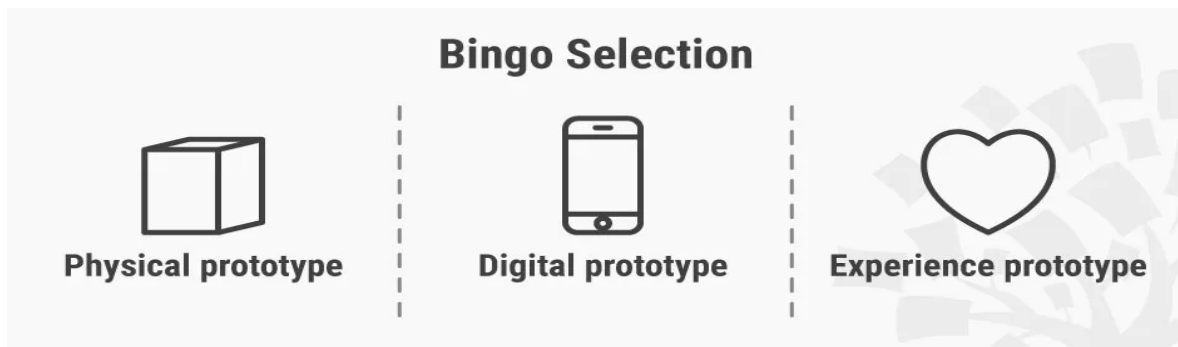 Bingo Selection
Physical prototype
Digital prototype
Experience prototype